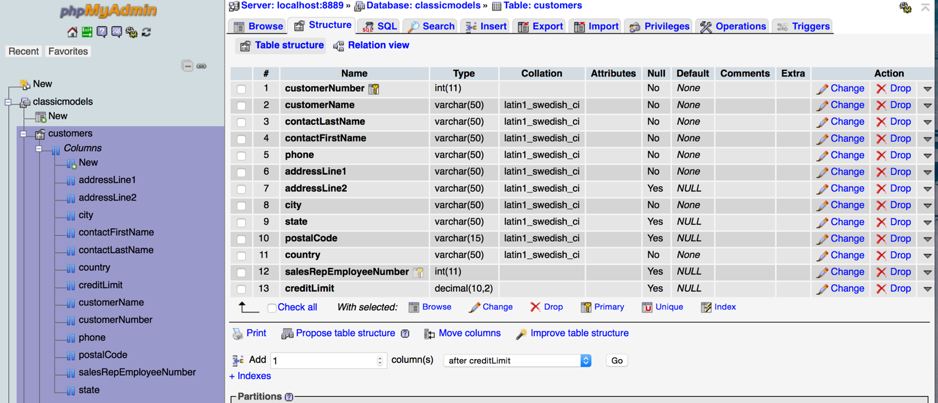 phpMyAdmin
Recent Favorites
New
classicmodels
New
customers
Columns
New
addressLine1
addressLine2
city
contactFirstName
contactLastName
country
creditLimit
customerName
customerNumber
phone
postalCode
salesRepEmployeeNumber
state
Server: localhost:8889 » Database: classicmodels » Table: customers
Browse Structure SQL Search Insert Export Import Privileges Operations Triggers
Table structure Relation view
# Name Type Collation Attributes Null Default Comments Extra Action
1 customerNumber int(11) No None Change Drop
2 customerName varchar(50) latin1_swedish_ci No None Change Drop
3 contactLastName varchar(50) latin1_swedish_ci No None Change Drop
4 contactFirstName varchar(50) latin1_swedish_ci No None Change Drop
5 phone varchar(50) latin1_swedish_ci No None Change Drop
6 addressLine1 varchar(50) latin1_swedish_ci No None Change Drop
7 addressLine2 varchar(50) latin1_swedish_ci Yes NULL Change Drop
8 city varchar(50) latin1_swedish_ci No None Change Drop
9 state varchar(50) latin1_swedish_ci Yes NULL Change Drop
10 postalCode varchar(15) latin1_swedish_ci Yes NULL Change Drop
11 country varchar(50) latin1_swedish_ci No None Change Drop
12 salesRepEmployeeNumber int(11) Yes NULL Change Drop
13 creditLimit decimal(10,2) Yes NULL Change Drop
Check all With selected: Browse Change Drop Primary Unique Index
Print Propose table structure Move columns Improve table structure
Add 1 column(s) after creditLimit Go
+ Indexes
Partitions